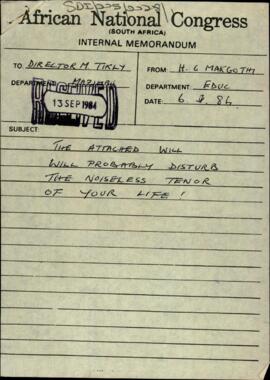 African National Congress
(SOUTH AFRICA)
INTERNAL MEMORANDUM
TO: DIRECTOR M TIKLY
FROM: H. C MAKGOTHI
DEPARTMENT:
DEPARTMENT: EDUC
13 SEP 1984
DATE: 6 8 84
SUBJECT:
THE ATTACHED WILL
WILL PROBABLY DISTURB
THE NOISELESS TENOR
OF YOUR LIFE!